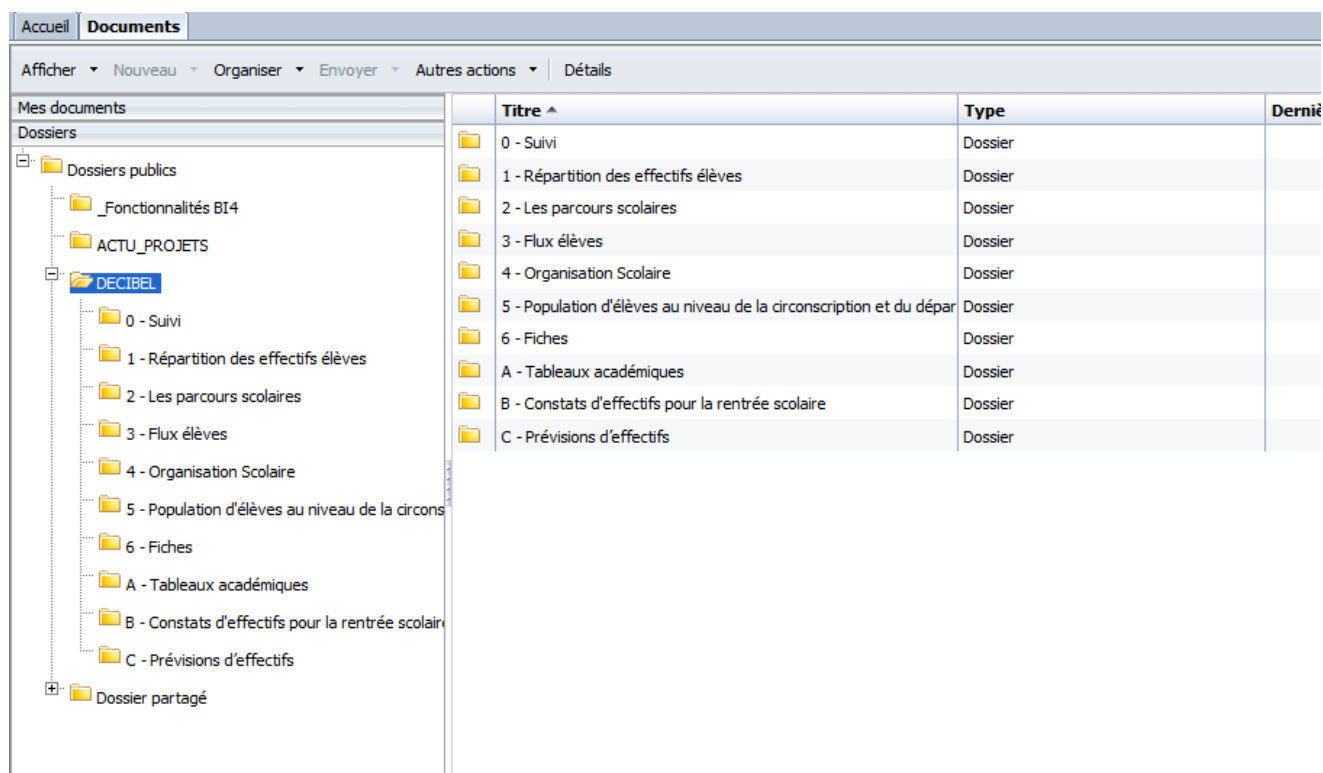 Accueil Documents
Afficher Nouveau Organiser Envoyer Autres actions Détails
Mes documents
Dossiers
Dossiers publics
_Fonctionnalités BI4
ACTU_PROJETS
DECIBEL
0 - Suivi
1 - Répartition des effectifs élèves
2 - Les parcours scolaires
3 - Flux élèves
4 - Organisation Scolaire
5 - Population d'élèves au niveau de la circons
6 - Fiches
A - Tableaux académiques
B - Constats d'effectifs pour la rentrée scolair
C - Prévisions d’effectifs
Dossier partagé
Titre Type Derniè
0 - Suivi Dossier
1 - Répartition des effectifs élèves Dossier
2 - Les parcours scolaires Dossier
3 - Flux élèves Dossier
4 - Organisation Scolaire Dossier
5 - Population d'élèves au niveau de la circonscription et du dépar Dossier
6 - Fiches Dossier
A - Tableaux académiques Dossier
B - Constats d'effectifs pour la rentrée scolaire Dossier
C - Prévisions d’effectifs Dossier